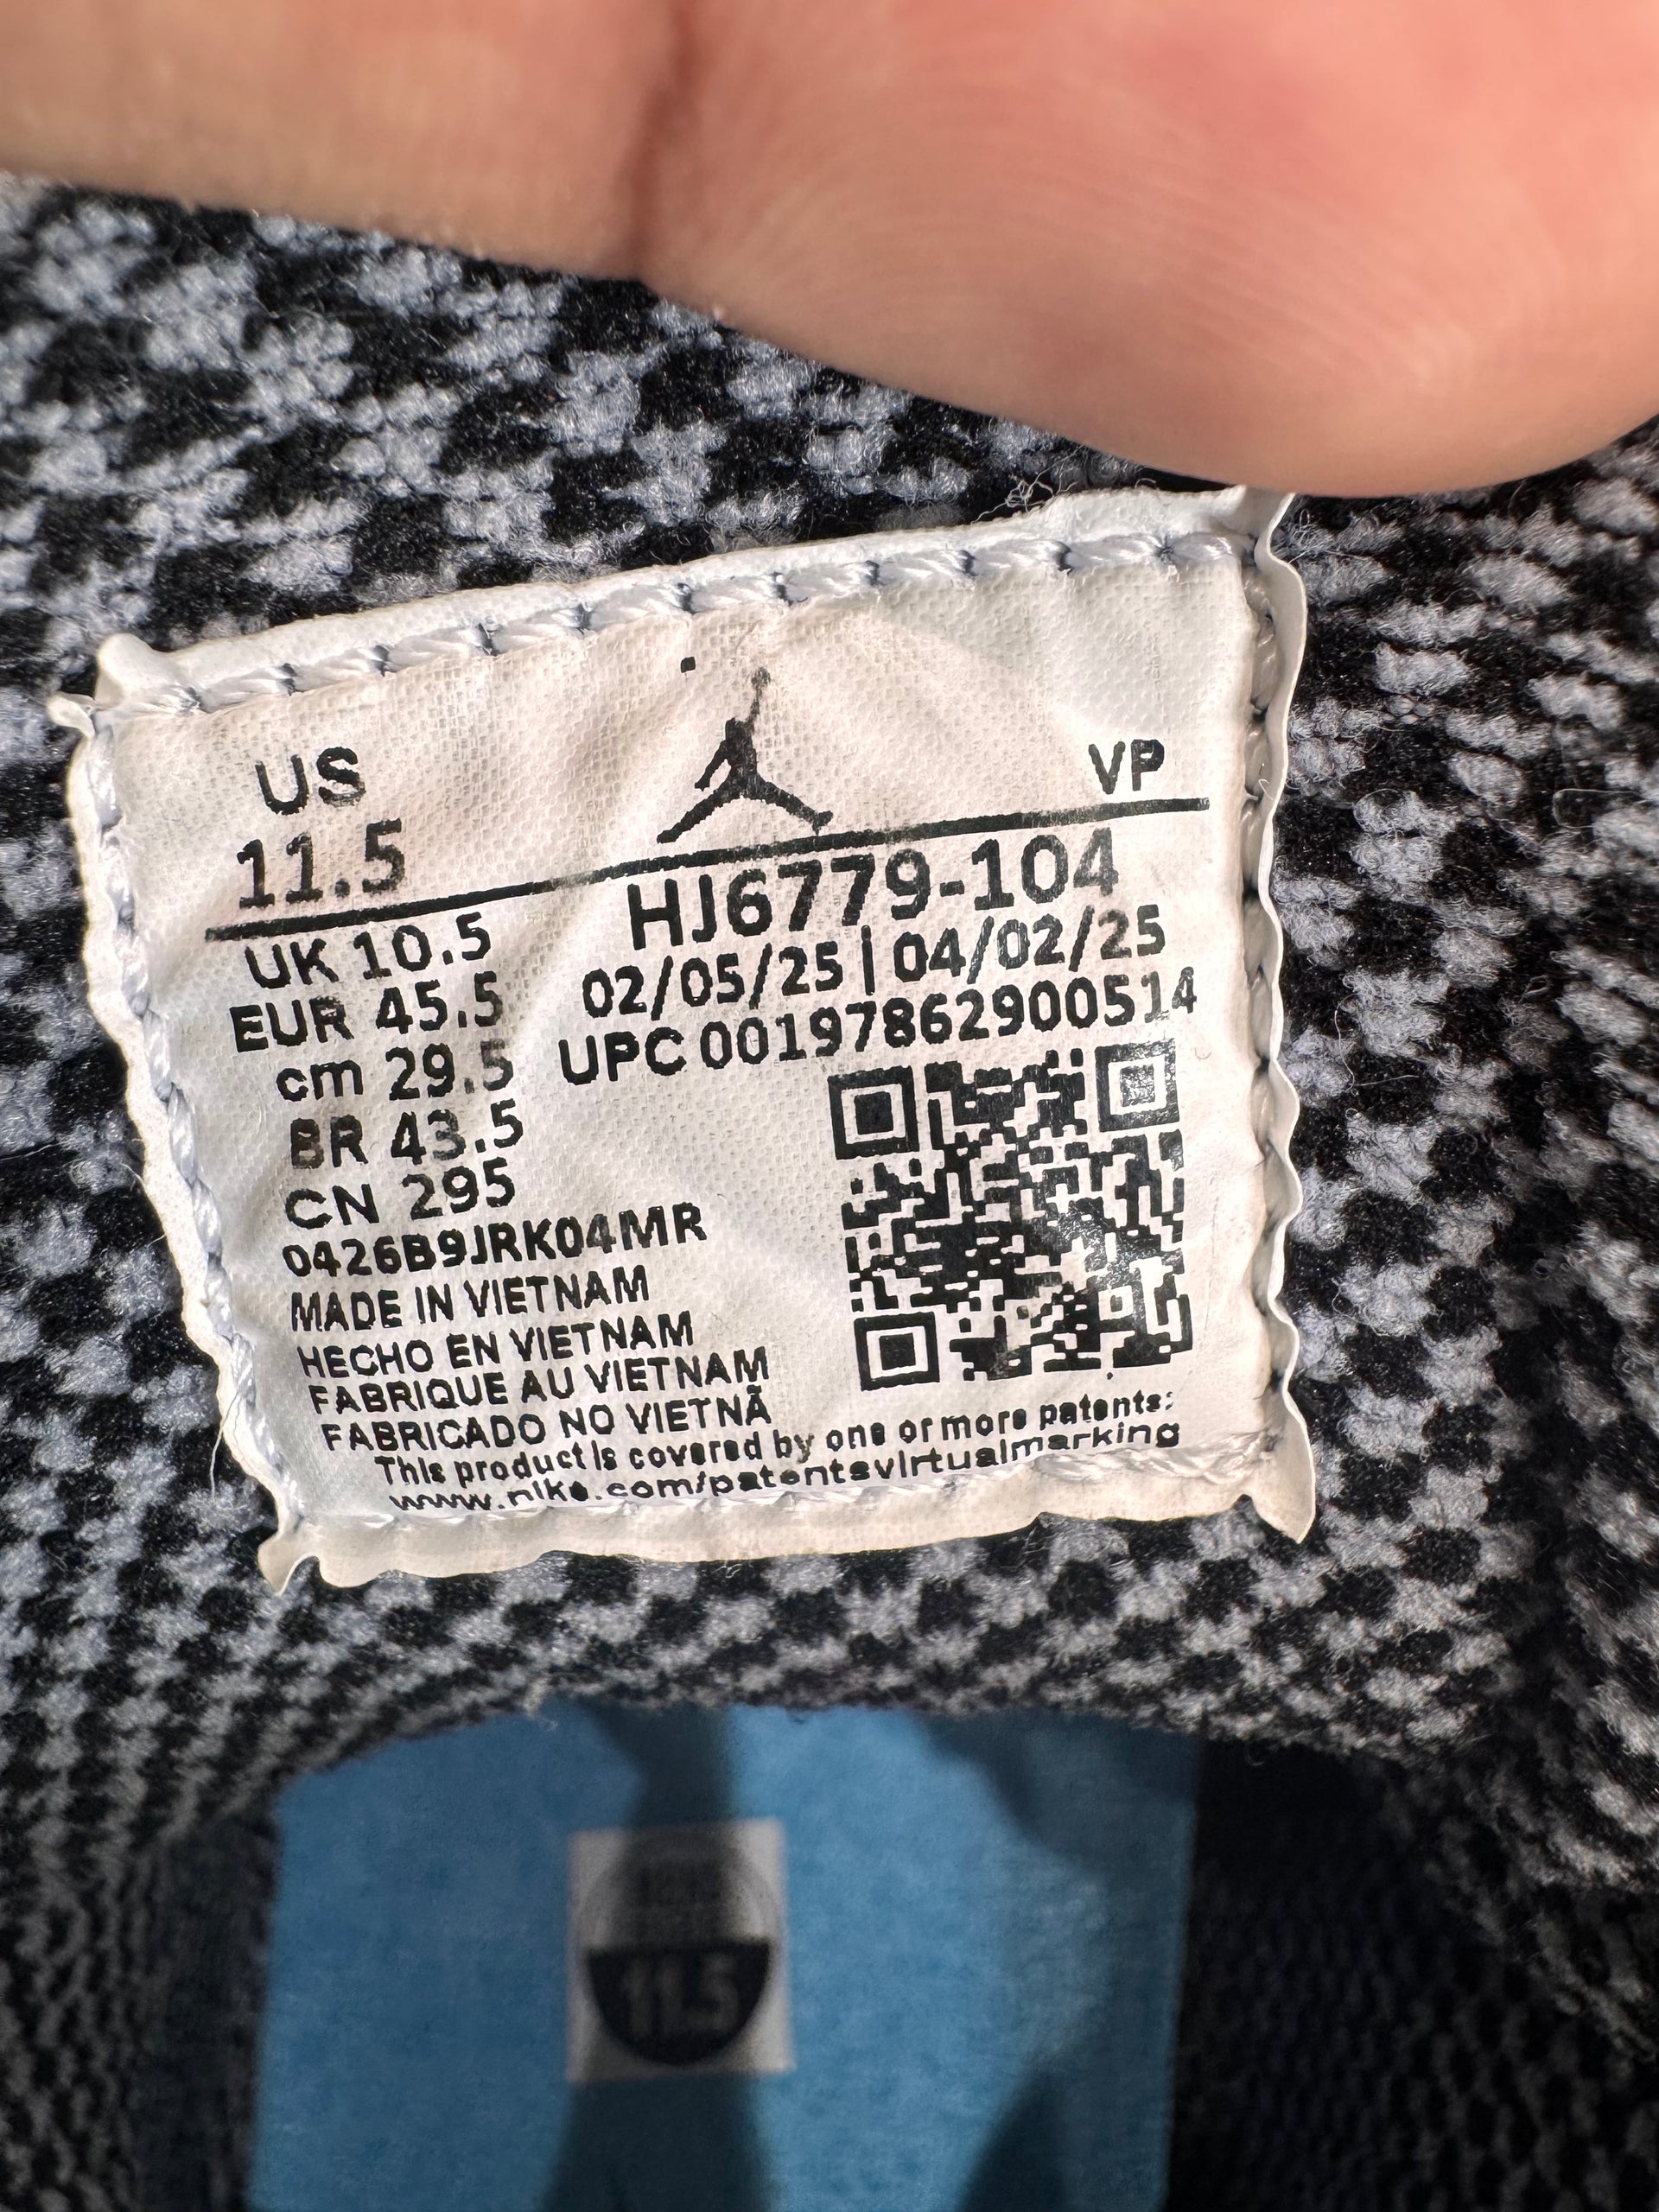 US
VP
11.5
HJ6779-104
UK 10.5
02/05/25 | 04/02/25
EUR 45.5
UPC 00197862900514
cm 29.5
BR 43.5
CN 295
0426B9JRK04MR
MADE IN VIETNAM
HECHO EN VIETNAM
FABRIQUE AU VIETNAM
FABRICADO NO VIETNÃ
This product is covered by one or more patents:
www.nike.com/patentsvirtualmarking
11.5